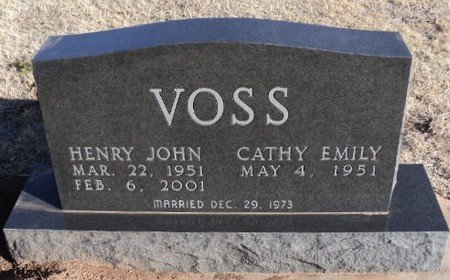 VOSS
HENRY JOHN CATHY EMILY
MAR. 22, 1951 MAY 4, 1951
FEB. 6, 2001
MARRIED DEC. 29, 1973